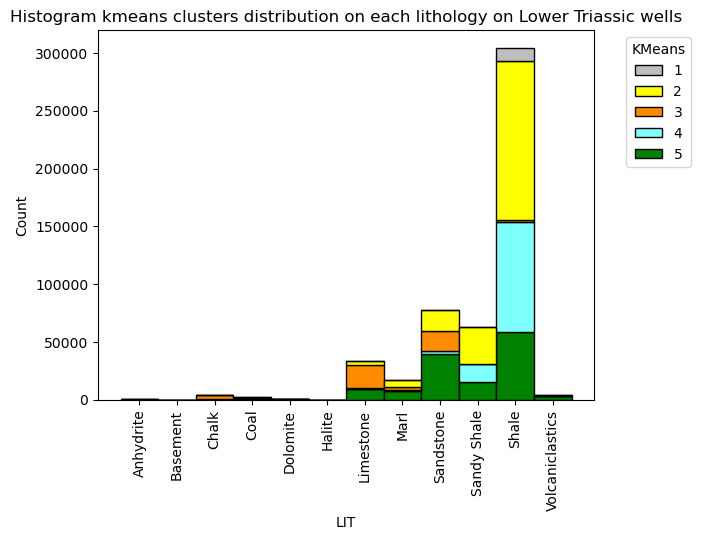 Histogram kmeans clusters distribution on each lithology on Lower Triassic wells
KMeans
1
2
3
4
5
300000
250000
200000
150000
100000
50000
0
Count
Anhydrite
Basement
Chalk
Coal
Dolomite
Halite
Limestone
Marl
Sandstone
Sandy Shale
Shale
Volcaniclastics
LIT